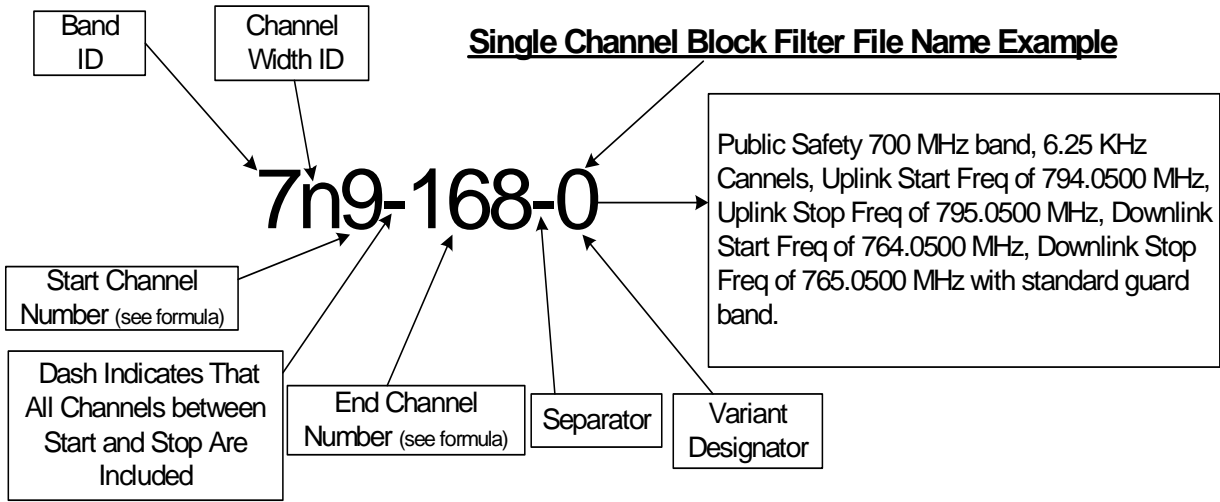 Band
ID
Channel
Width ID
Single Channel Block Filter File Name Example
7n9-168-0
Public Safety 700 MHz band, 6.25 KHz
Cannels, Uplink Start Freq of 794.0500 MHz,
Uplink Stop Freq of 795.0500 MHz, Downlink
Start Freq of 764.0500 MHz, Downlink Stop
Freq of 765.0500 MHz with standard guard
band.
Start Channel
Number (see formula)
Dash Indicates That
All Channels between
Start and Stop Are
Included
End Channel
Number (see formula)
Separator
Variant
Designator